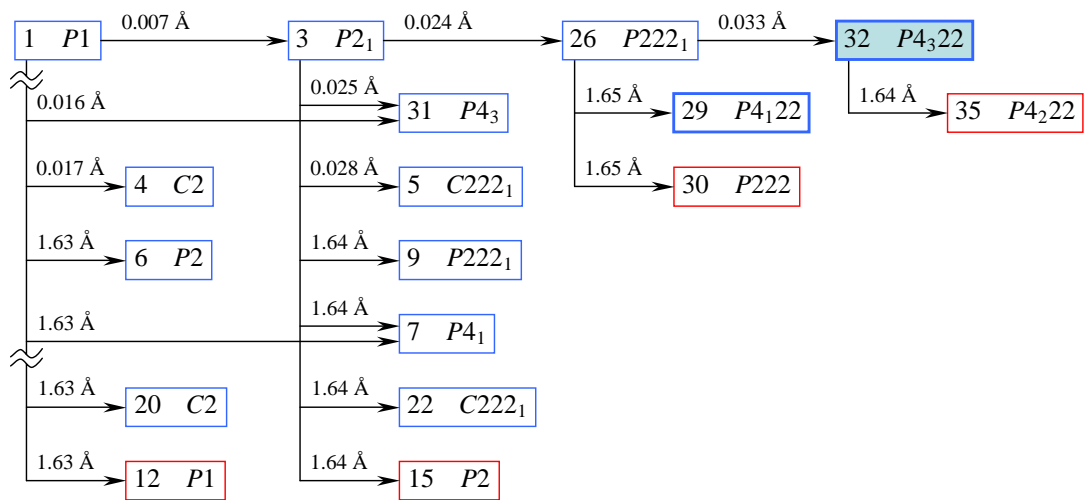 1 P1 0.007 Å 3 P2₁ 0.024 Å 26 P222₁ 0.033 Å 32 P4₃22
0.016 Å 0.025 Å 31 P4₃ 1.65 Å 29 P4₁22 1.64 Å 35 P4₂22
0.017 Å 4 C2 0.028 Å 5 C222₁ 1.65 Å 30 P222
1.63 Å 6 P2 1.64 Å 9 P222₁
1.63 Å 1.64 Å 7 P4₁
1.63 Å 20 C2 1.64 Å 22 C222₁
1.63 Å 12 P1 1.64 Å 15 P2